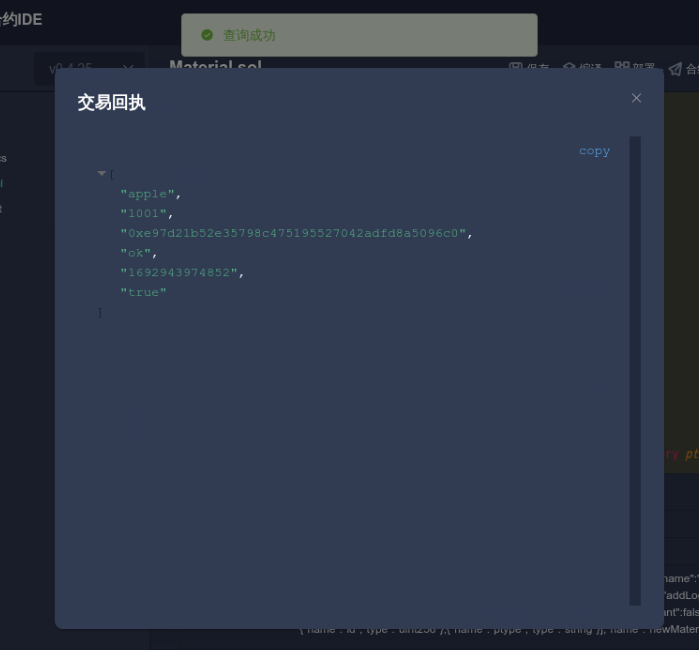 约IDE
查询成功
v0.4.25
Material.sol
保存 编译 部署 合
交易回执
copy
[
"apple",
"1001",
"0xe97d21b52e35798c475195527042adfd8a5096c0",
"ok",
"1692943974852",
"true"
]
pt
name":"
"addLo
ant":fals
{"name":"id","type":"uint256"},{"name":"ptype","type":"string"}],"name":"newMater